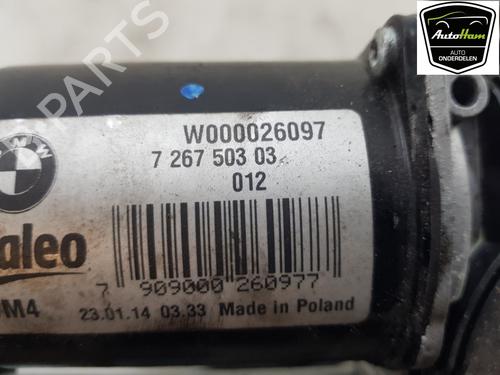 AutoHam
AUTO
ONDERDELEN
PARTS
W000026097
7 267 503 03
012
aleo
7 909000 260977
M4
23.01.14 03.33 Made in Poland